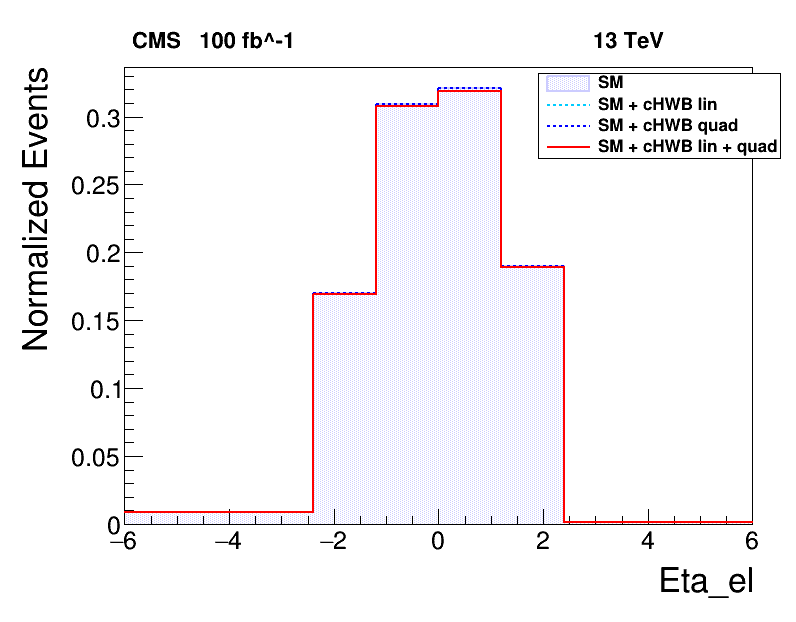 CMS 100 fb^-1 13 TeV
SM
SM + cHWB lin
SM + cHWB quad
SM + cHWB lin + quad
Normalized Events
0.3
0.25
0.2
0.15
0.1
0.05
0
−6 −4 −2 0 2 4 6
Eta_el